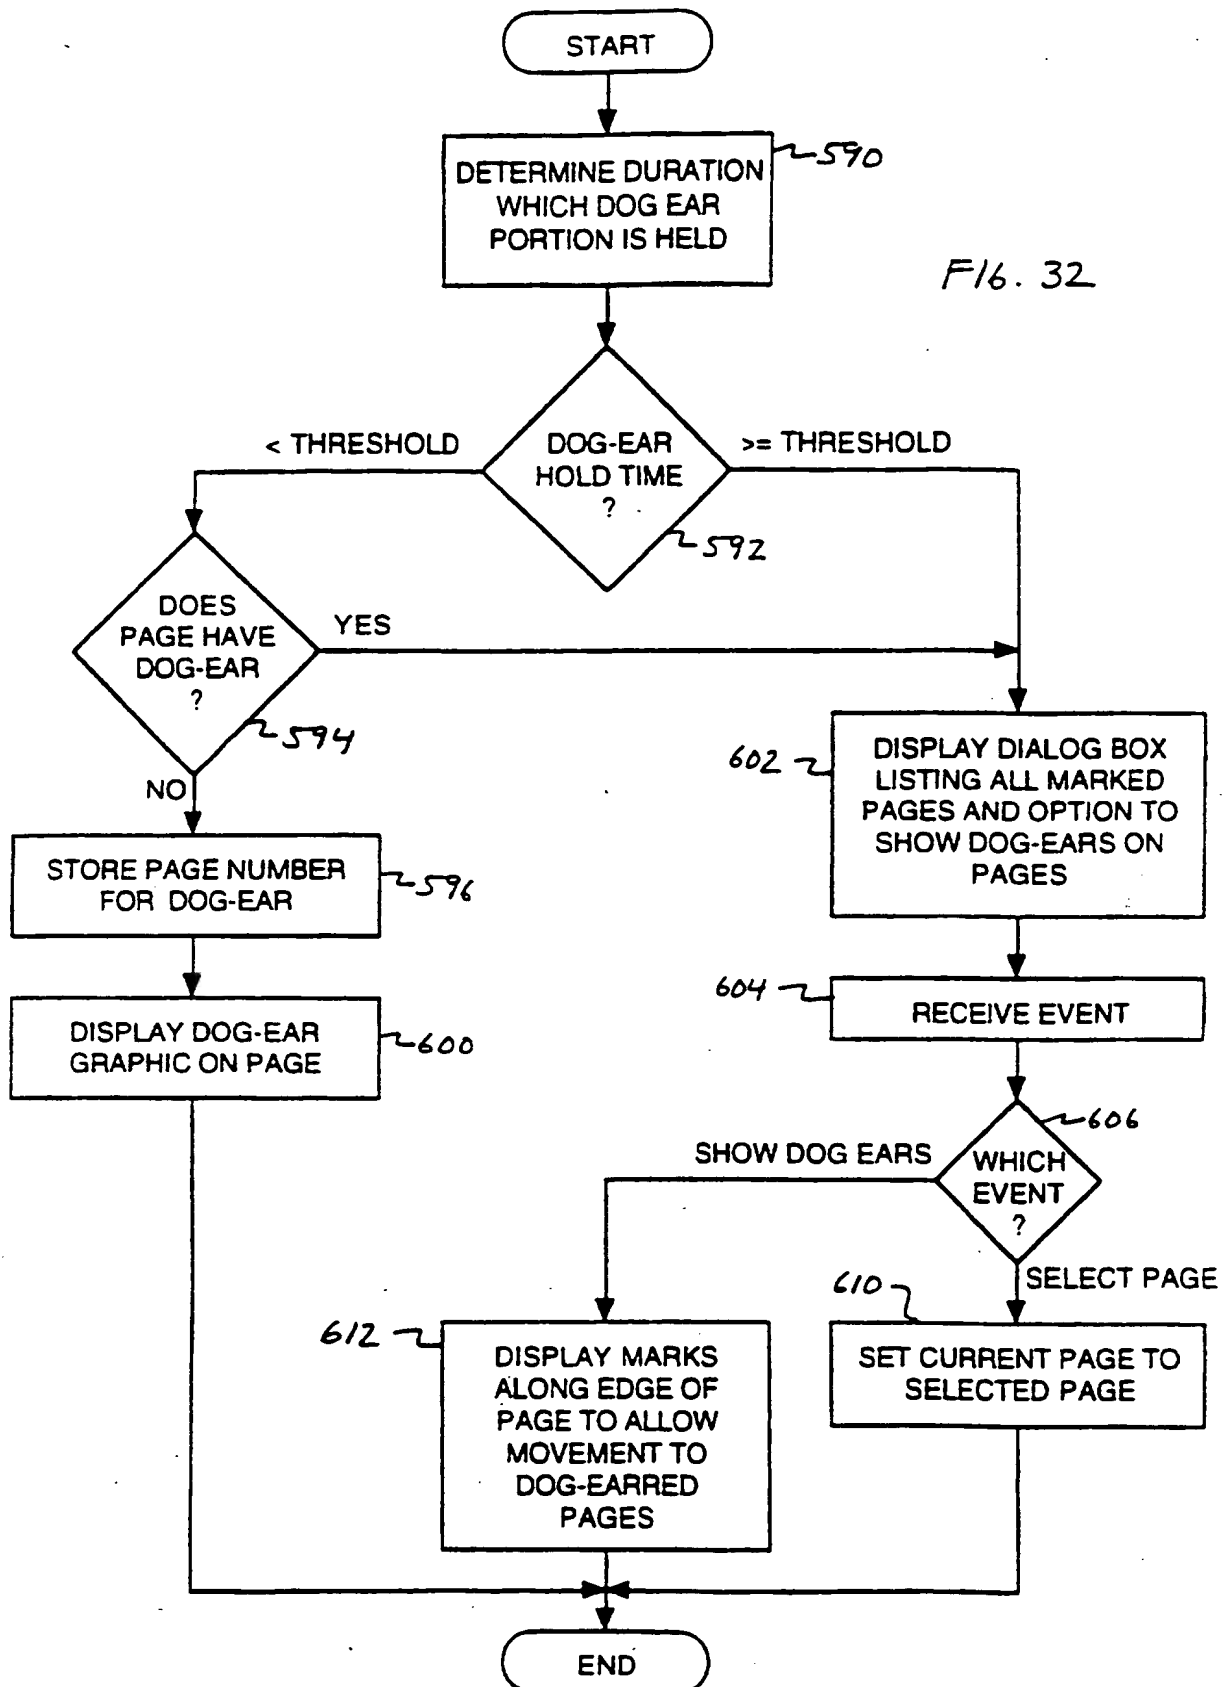 START
590
DETERMINE DURATION
WHICH DOG EAR
PORTION IS HELD
FIG. 32
< THRESHOLD
DOG-EAR
HOLD TIME
?
>= THRESHOLD
592
DOES
PAGE HAVE
DOG-EAR
?
YES
594
NO
602
DISPLAY DIALOG BOX
LISTING ALL MARKED
PAGES AND OPTION TO
SHOW DOG-EARS ON
PAGES
STORE PAGE NUMBER
FOR DOG-EAR
596
604
RECEIVE EVENT
DISPLAY DOG-EAR
GRAPHIC ON PAGE
600
606
SHOW DOG EARS
WHICH
EVENT
?
SELECT PAGE
610
612
DISPLAY MARKS
ALONG EDGE OF
PAGE TO ALLOW
MOVEMENT TO
DOG-EARRED
PAGES
SET CURRENT PAGE TO
SELECTED PAGE
END